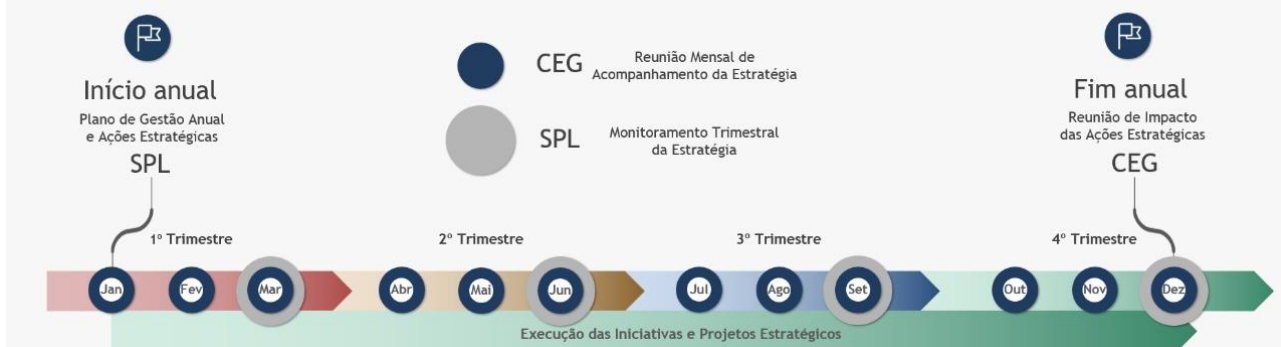 Início anual
Plano de Gestão Anual
e Ações Estratégicas
SPL
CEG
Reunião Mensal de
Acompanhamento da Estratégia
SPL
Monitoramento Trimestral
da Estratégia
Fim anual
Reunião de Impacto
das Ações Estratégicas
CEG
1º Trimestre
2º Trimestre
3º Trimestre
4º Trimestre
Jan
Fev
Mar
Abr
Mai
Jun
Jul
Ago
Set
Out
Nov
Dez
Execução das Iniciativas e Projetos Estratégicos